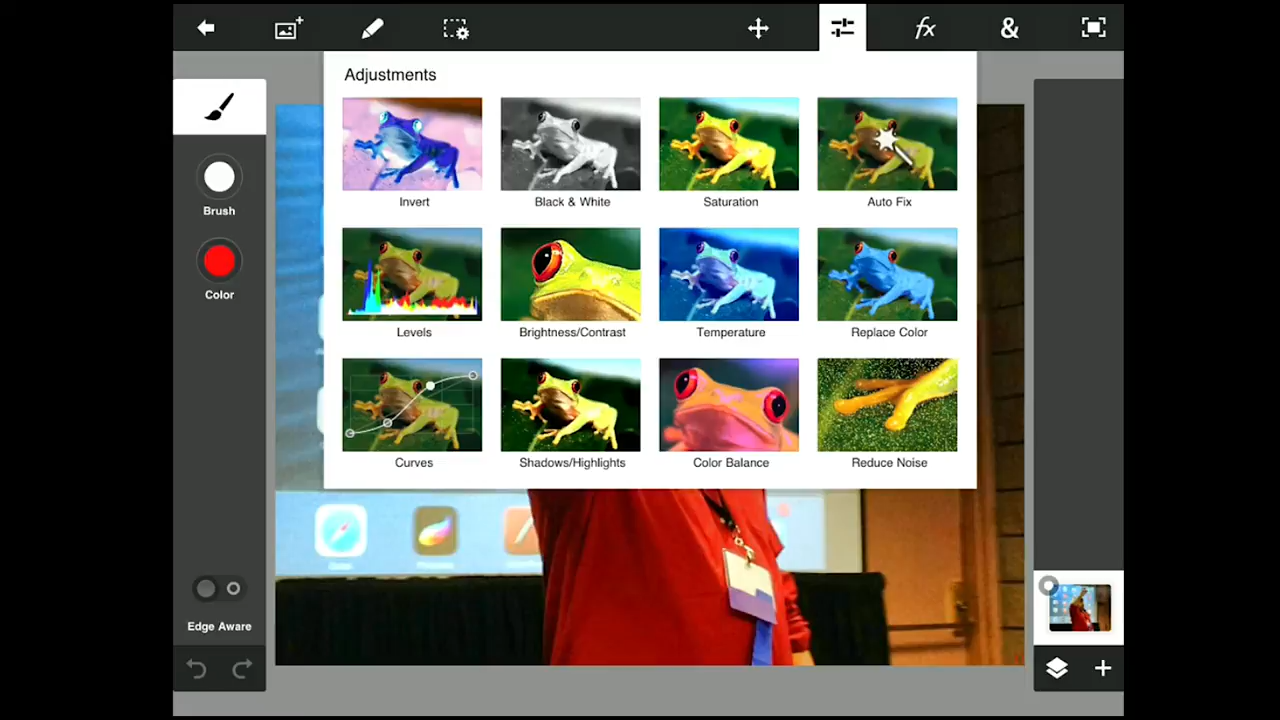 fx
&
Adjustments
Invert
Black & White
Saturation
Auto Fix
Brush
Color
Levels
Brightness/Contrast
Temperature
Replace Color
Curves
Shadows/Highlights
Color Balance
Reduce Noise
Edge Aware